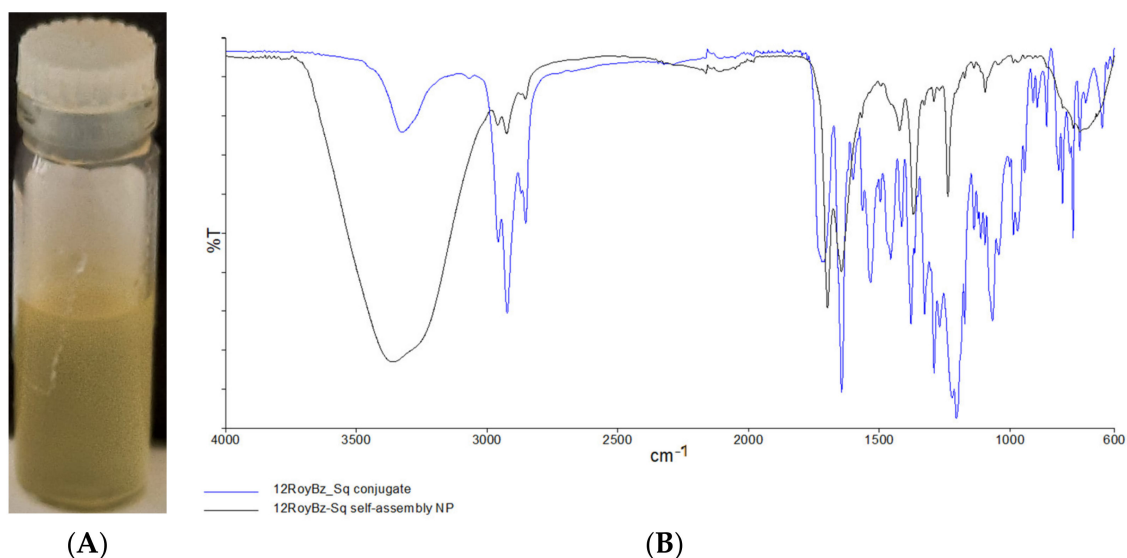 %T
4000
3500
3000
2500
2000
1500
1000
600
cm⁻¹
12RoyBz_Sq conjugate
12RoyBz-Sq self-assembly NP
(A)
(B)